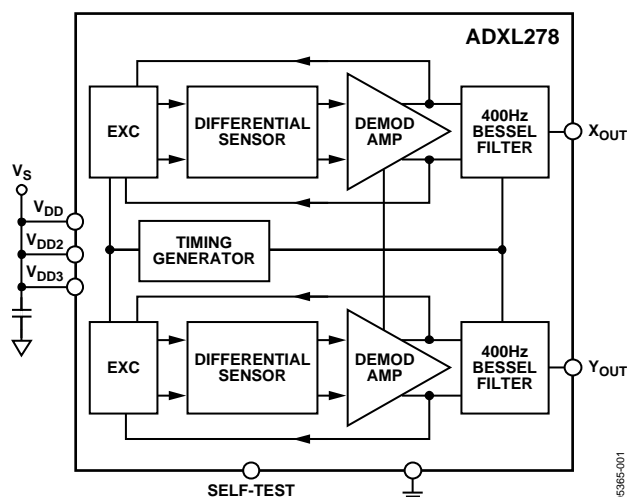 ADXL278
EXC
DIFFERENTIAL
SENSOR
DEMOD
AMP
400Hz
BESSEL
FILTER
XOUT
VS
VDD
VDD2
VDD3
TIMING
GENERATOR
EXC
DIFFERENTIAL
SENSOR
DEMOD
AMP
400Hz
BESSEL
FILTER
YOUT
SELF-TEST
05365-001